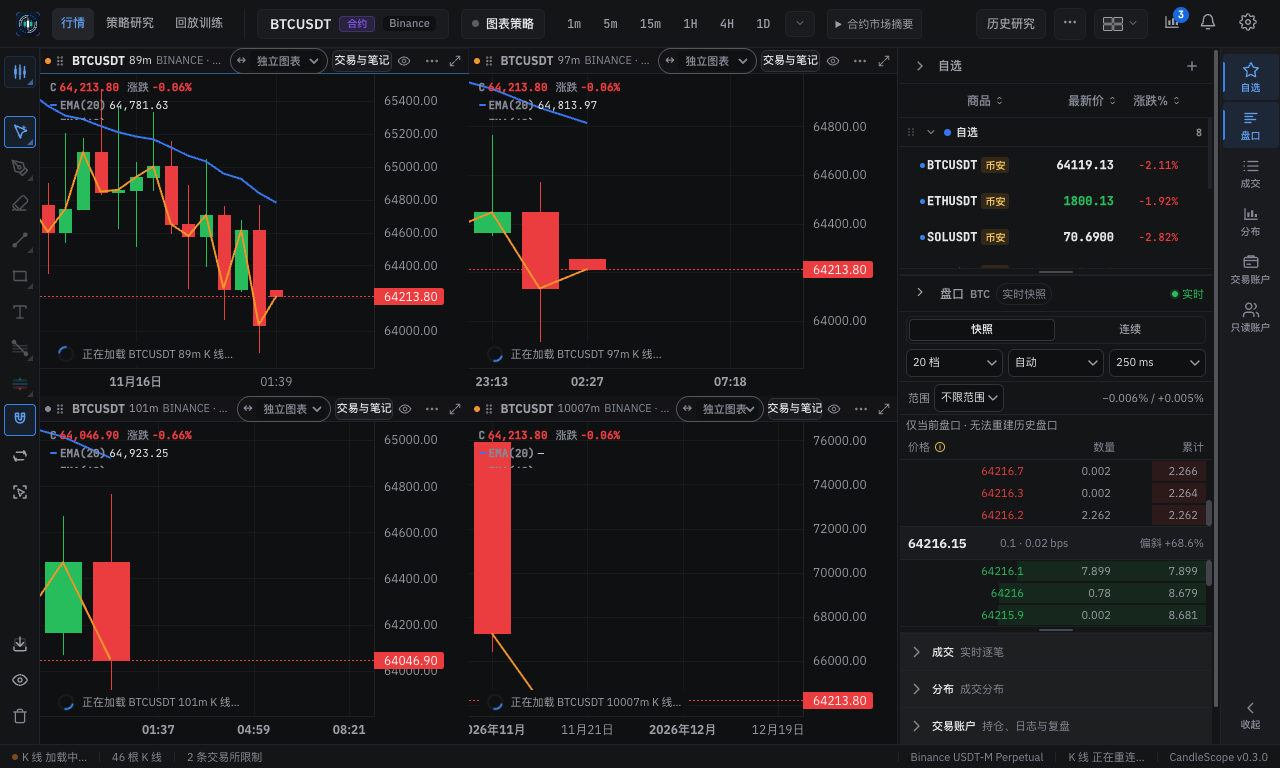 行情 策略研究 回放训练 BTCUSDT 合约 Binance 图表策略 1m 5m 15m 1H 4H 1D ▶ 合约市场摘要 历史研究 ··· 3
BTCUSDT 89m BINANCE · ... 独立图表 交易与笔记 ···
C 64,213.80 涨跌 -0.06%
EMA(20) 64,781.63
65400.00
65200.00
65000.00
64800.00
64600.00
64400.00
64213.80
64000.00
正在加载 BTCUSDT 89m K 线...
11月16日 01:39
BTCUSDT 97m BINANCE · ... 独立图表 交易与笔记 ···
C 64,213.80 涨跌 -0.06%
EMA(20) 64,813.97
64800.00
64600.00
64400.00
64213.80
64000.00
正在加载 BTCUSDT 97m K 线...
23:13 02:27 07:18
BTCUSDT 101m BINANCE · ... 独立图表 交易与笔记 ···
C 64,046.90 涨跌 -0.66%
EMA(20) 64,923.25
65000.00
64800.00
64600.00
64400.00
64200.00
64046.90
64000.00
正在加载 BTCUSDT 101m K 线...
01:37 04:59 08:21
BTCUSDT 10007m BINANCE · ... 独立图表 交易与笔记 ···
C 64,213.80 涨跌 -0.06%
EMA(20) —
76000.00
74000.00
72000.00
70000.00
68000.00
66000.00
64213.80
正在加载 BTCUSDT 10007m K 线...
026年11月 11月21日 2026年12月 12月19日
自选
商品 最新价 涨跌%
自选 8
BTCUSDT 币安 64119.13 -2.11%
ETHUSDT 币安 1800.13 -1.92%
SOLUSDT 币安 70.6900 -2.82%
盘口 BTC 实时快照 实时
快照 连续
20 档 自动 250 ms
范围 不限范围 −0.006% / +0.005%
仅当前盘口 · 无法重建历史盘口
价格 数量 累计
64216.7 0.002 2.266
64216.3 0.002 2.264
64216.2 2.262 2.262
64216.15 0.1 · 0.02 bps 偏斜 +68.6%
64216.1 7.899 7.899
64216 0.78 8.679
64215.9 0.002 8.681
成交 实时逐笔
分布 成交分布
交易账户 持仓、日志与复盘
自选
盘口
成交
分布
交易账户
只读账户
收起
K 线 加载中... 46 根 K 线 2 条交易所限制 Binance USDT-M Perpetual K 线 正在重连... CandleScope v0.3.0